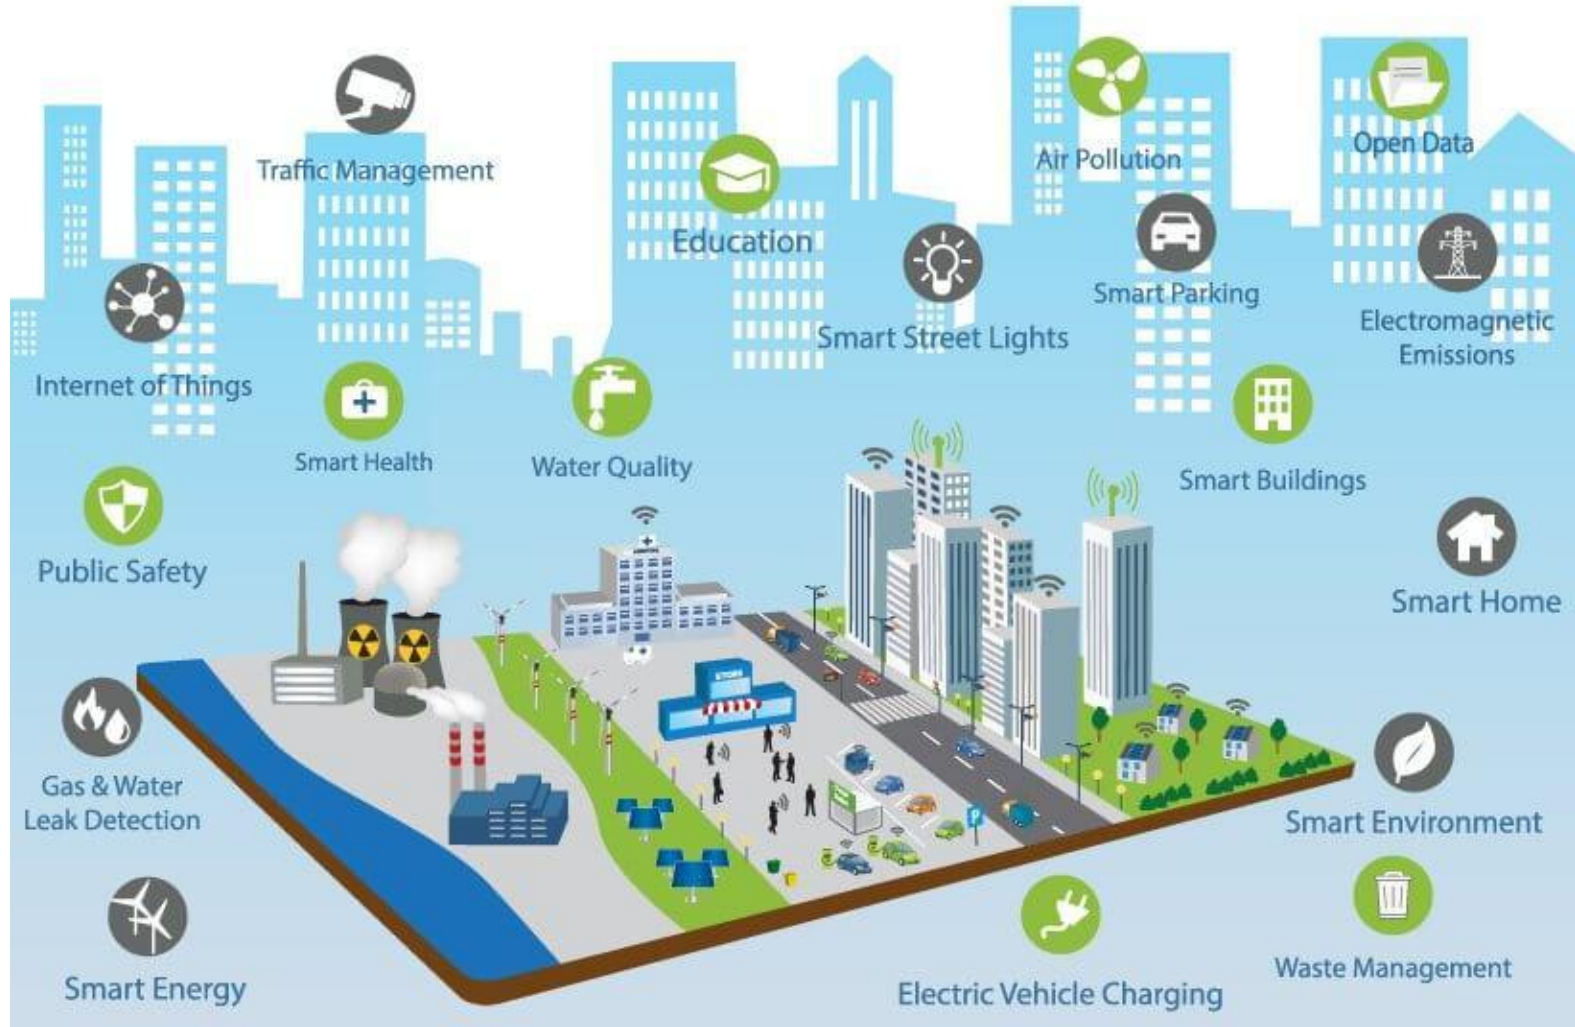 Traffic Management
Air Pollution
Open Data
Education
Smart Parking
Smart Street Lights
Electromagnetic
Emissions
Internet of Things
Smart Health
Water Quality
Smart Buildings
Public Safety
Smart Home
STORE
P
Gas & Water
Leak Detection
Smart Environment
Smart Energy
Electric Vehicle Charging
Waste Management